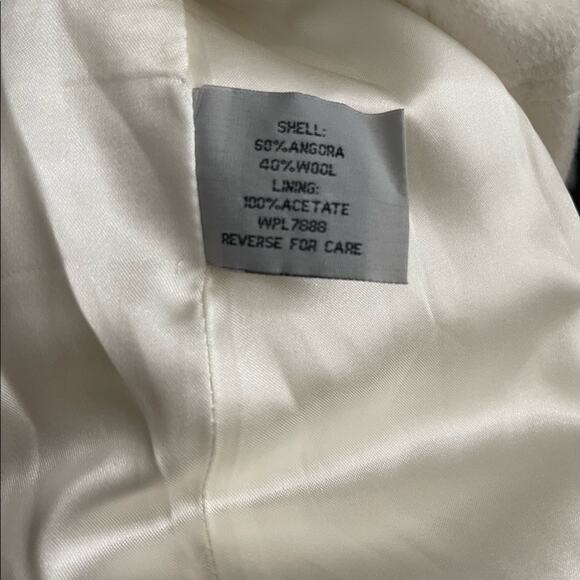 SHELL:
60%ANGORA
40%WOOL
LINING:
100%ACETATE
WPL7888
REVERSE FOR CARE